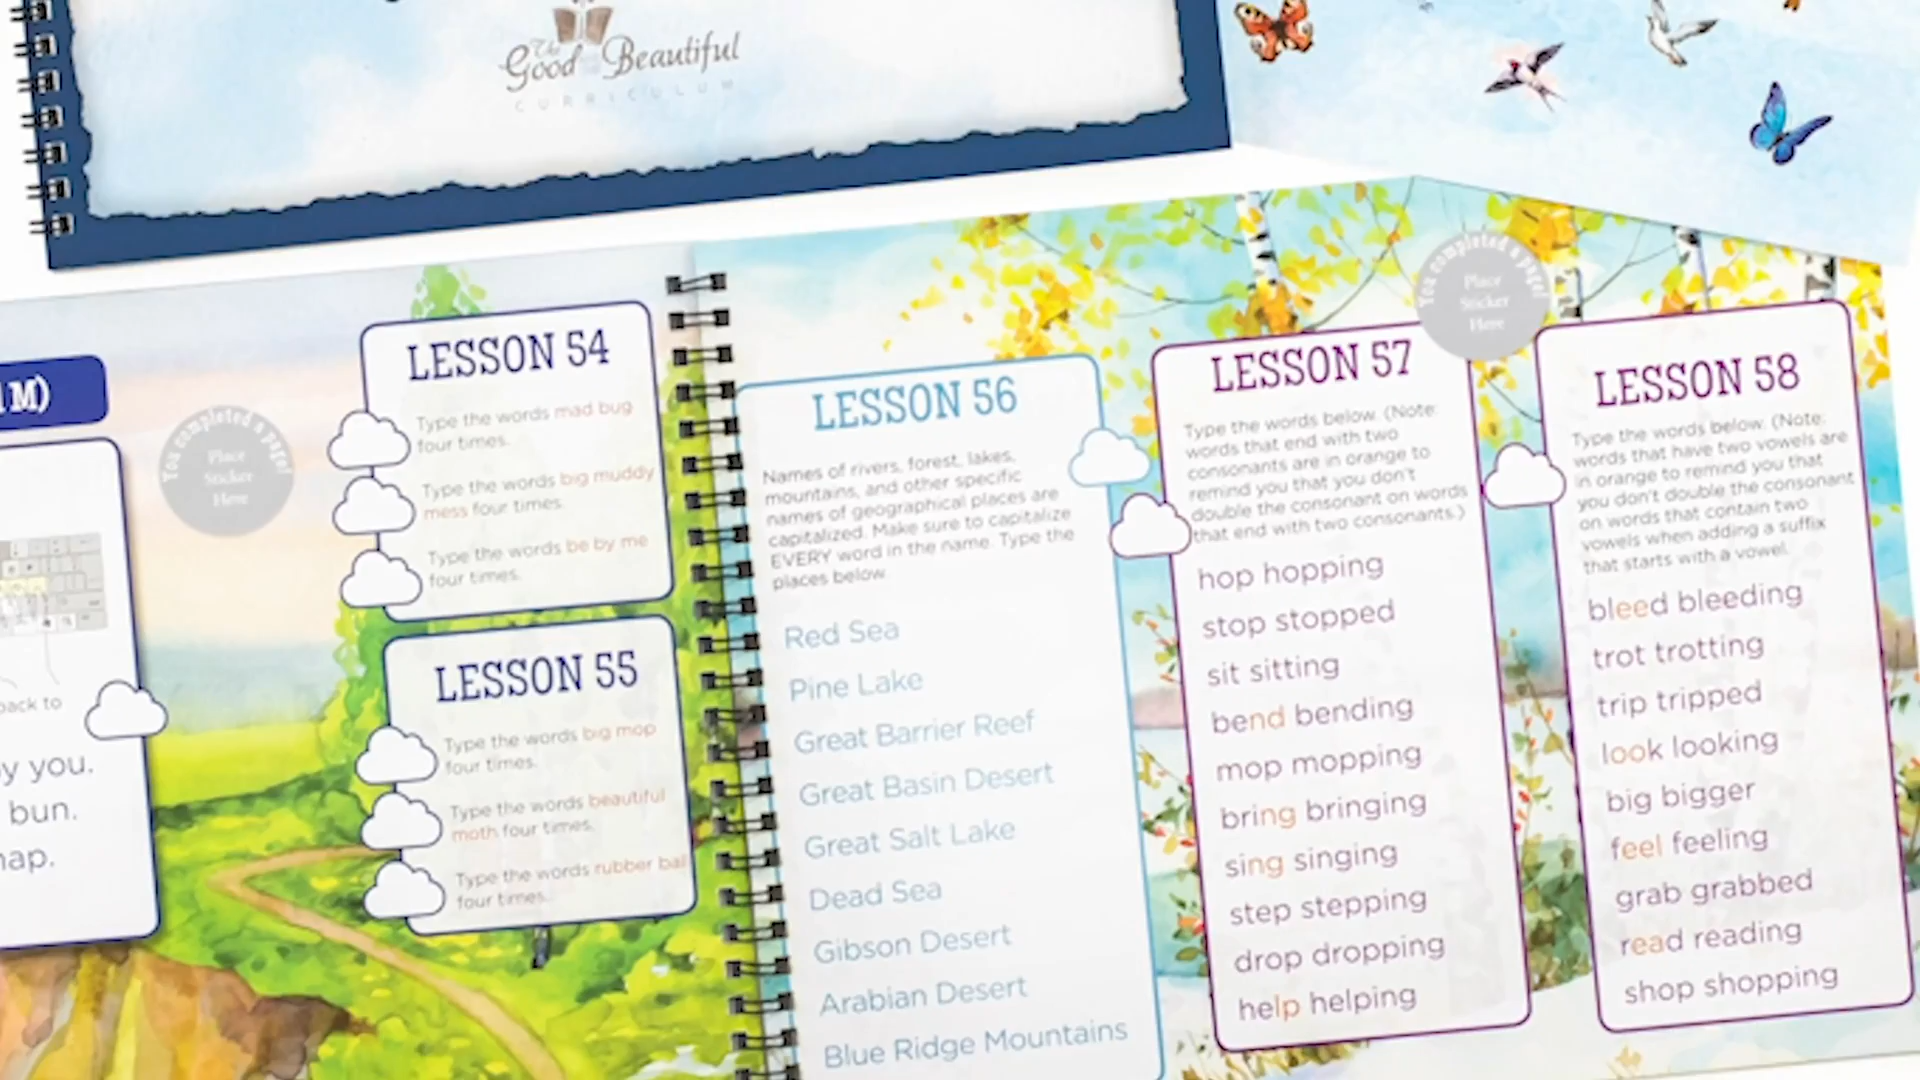 The
Good Beautiful
CURRICULUM
M)
back to
by you.
bun.
nap.
You completed a page!
Place
Sticker
Here
LESSON 54
Type the words mad bug
four times.
Type the words big muddy
mess four times.
Type the words be by me
four times.
LESSON 55
Type the words big mop
four times.
Type the words beautiful
moth four times.
Type the words rubber ball
four times.
LESSON 56
Names of rivers, forest, lakes,
mountains, and other specific
names of geographical places are
capitalized. Make sure to capitalize
EVERY word in the name. Type the
places below.
Red Sea
Pine Lake
Great Barrier Reef
Great Basin Desert
Great Salt Lake
Dead Sea
Gibson Desert
Arabian Desert
Blue Ridge Mountains
LESSON 57
Type the words below. (Note:
words that end with two
consonants are in orange to
remind you that you don't
double the consonant on words
that end with two consonants.)
hop hopping
stop stopped
sit sitting
bend bending
mop mopping
bring bringing
sing singing
step stepping
drop dropping
help helping
You completed a page!
Place
Sticker
Here
LESSON 58
Type the words below. (Note:
words that have two vowels are
in orange to remind you that
you don't double the consonant
on words that contain two
vowels when adding a suffix
that starts with a vowel.
bleed bleeding
trot trotting
trip tripped
look looking
big bigger
feel feeling
grab grabbed
read reading
shop shopping